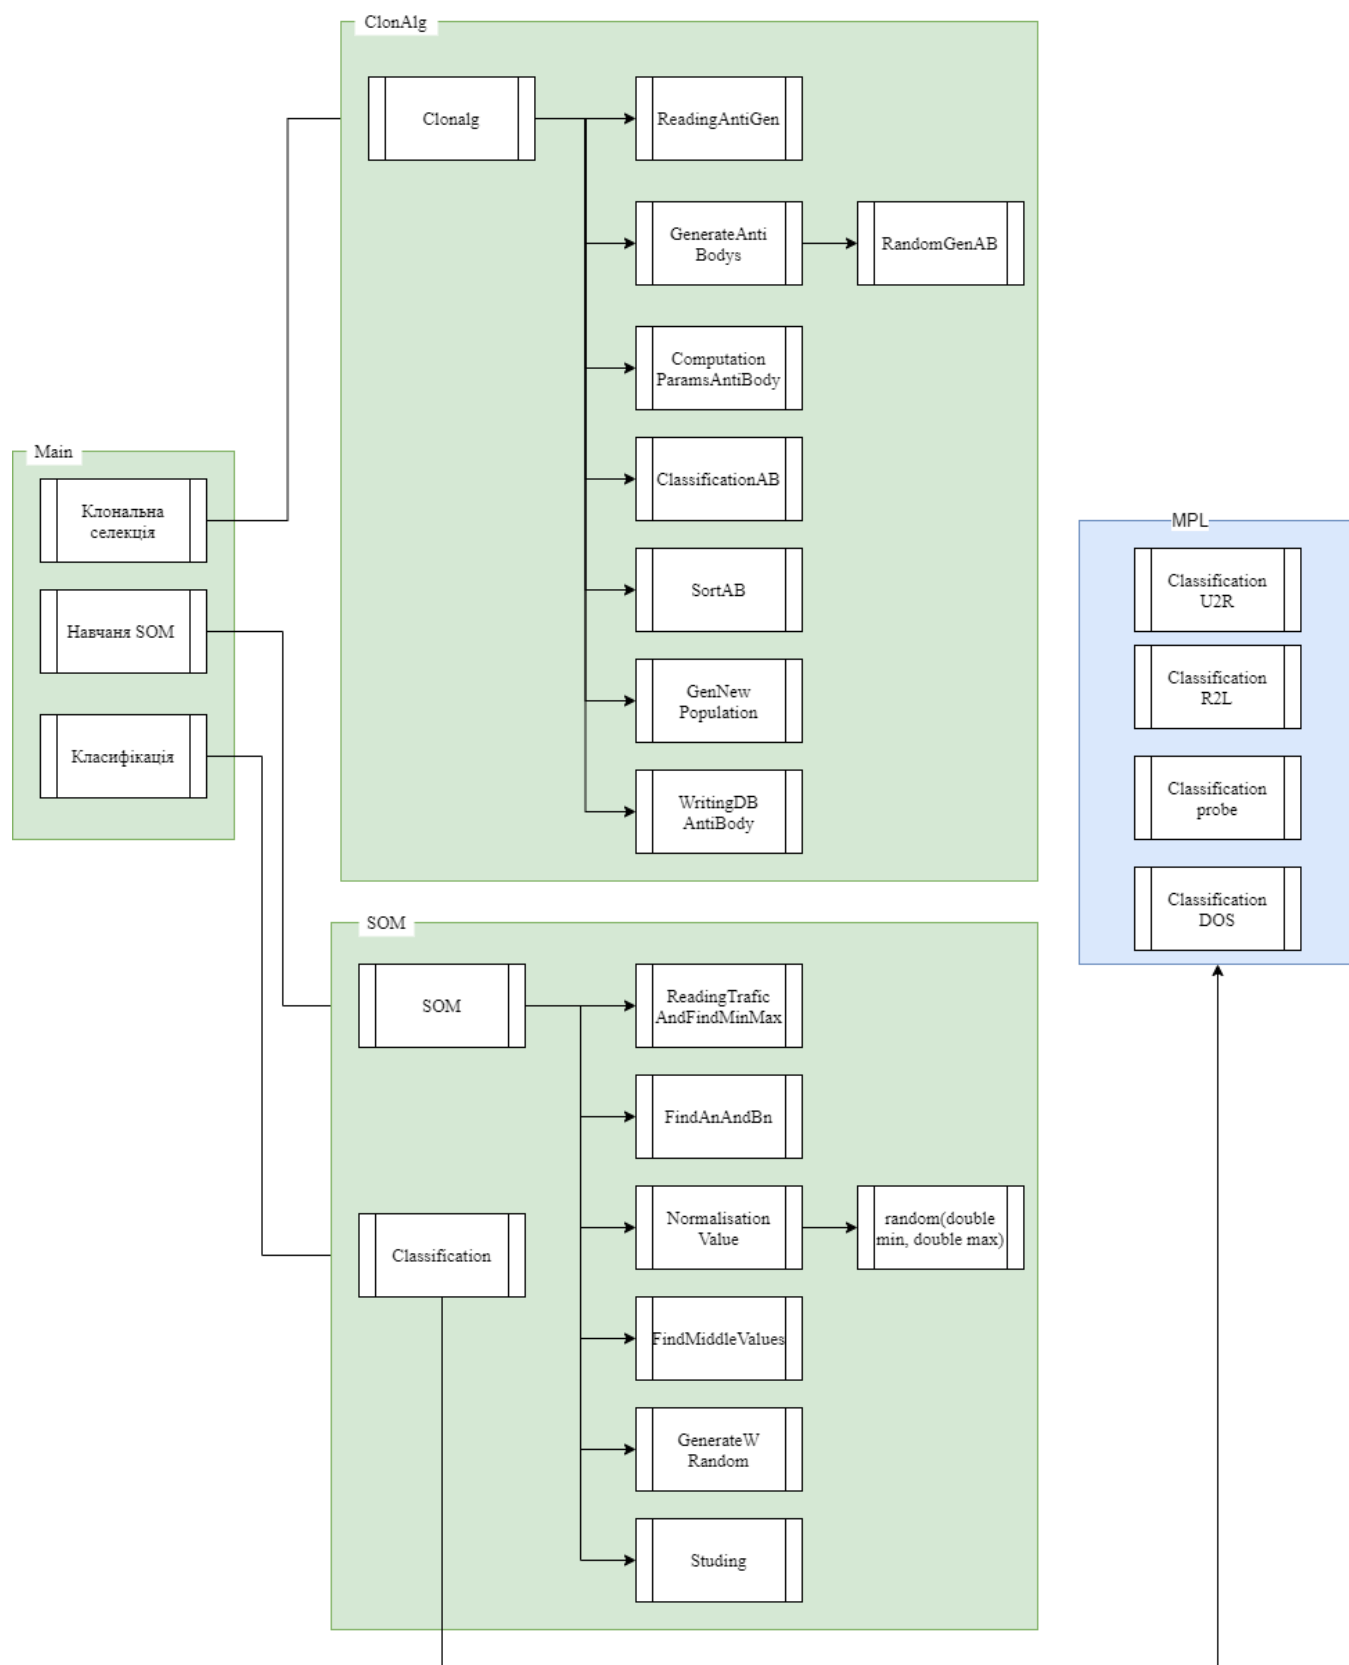 ClonAlg
Clonalg
ReadingAntiGen
GenerateAnti
Bodys
RandomGenAB
Computation
ParamsAntiBody
ClassificationAB
SortAB
GenNew
Population
WritingDB
AntiBody
Main
Клональна
селекція
Навчаня SOM
Класифікація
MPL
Classification
U2R
Classification
R2L
Classification
probe
Classification
DOS
SOM
SOM
ReadingTrafic
AndFindMinMax
FindAnAndBn
Classification
Normalisation
Value
random(double
min, double max)
FindMiddleValues
GenerateW
Random
Studing